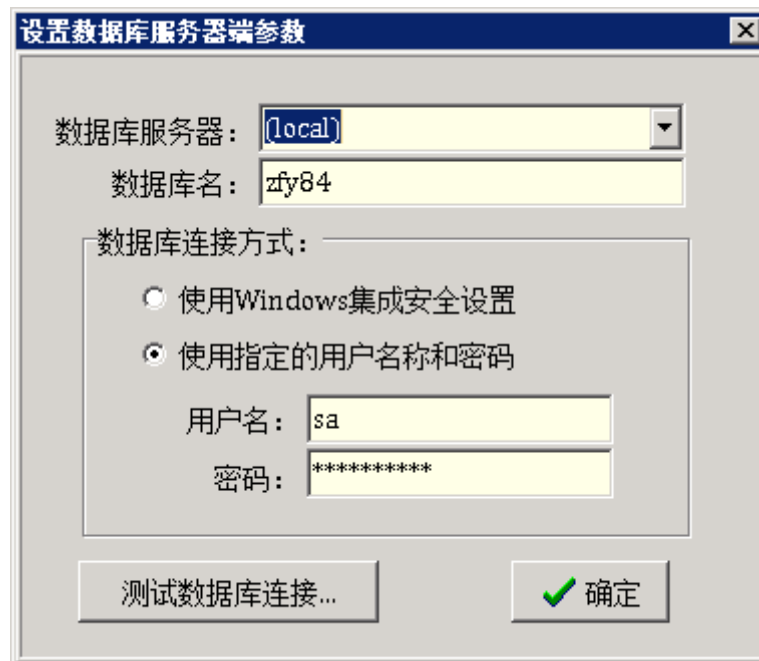 设置数据库服务器端参数
数据库服务器： (local)
数据库名： zfy84
数据库连接方式：
使用Windows集成安全设置
使用指定的用户名称和密码
用户名： sa
密码： **********
测试数据库连接...
确定